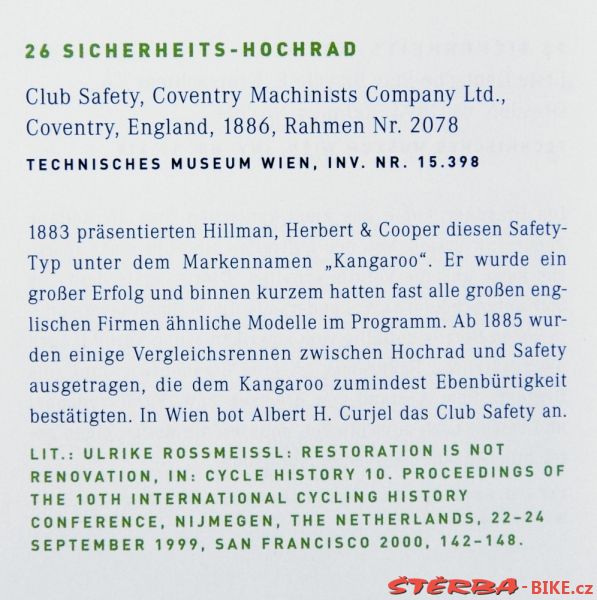 26 SICHERHEITS-HOCHRAD
Club Safety, Coventry Machinists Company Ltd.,
Coventry, England, 1886, Rahmen Nr. 2078
TECHNISCHES MUSEUM WIEN, INV. NR. 15.398
1883 präsentierten Hillman, Herbert & Cooper diesen Safety-
Typ unter dem Markennamen „Kangaroo“. Er wurde ein
großer Erfolg und binnen kurzem hatten fast alle großen eng-
lischen Firmen ähnliche Modelle im Programm. Ab 1885 wur-
den einige Vergleichsrennen zwischen Hochrad und Safety
ausgetragen, die dem Kangaroo zumindest Ebenbürtigkeit
bestätigten. In Wien bot Albert H. Curjel das Club Safety an.
LIT.: ULRIKE ROSSMEISSL: RESTORATION IS NOT
RENOVATION, IN: CYCLE HISTORY 10. PROCEEDINGS OF
THE 10TH INTERNATIONAL CYCLING HISTORY
CONFERENCE, NIJMEGEN, THE NETHERLANDS, 22–24
SEPTEMBER 1999, SAN FRANCISCO 2000, 142–148.
ŠTĚRBA-BIKE.cz